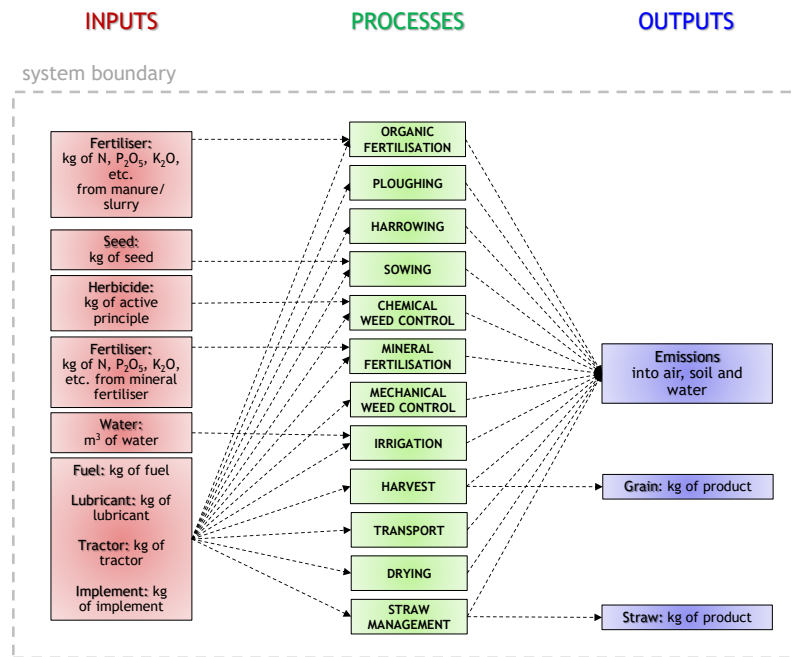 INPUTS
PROCESSES
OUTPUTS
system boundary
Fertiliser:
kg of N, P₂O₅, K₂O,
etc.
from manure/
slurry
Seed:
kg of seed
Herbicide:
kg of active
principle
Fertiliser:
kg of N, P₂O₅, K₂O,
etc. from mineral
fertiliser
Water:
m³ of water
Fuel: kg of fuel
Lubricant: kg of
lubricant
Tractor: kg of
tractor
Implement: kg
of implement
ORGANIC
FERTILISATION
PLOUGHING
HARROWING
SOWING
CHEMICAL
WEED CONTROL
MINERAL
FERTILISATION
MECHANICAL
WEED CONTROL
IRRIGATION
HARVEST
TRANSPORT
DRYING
STRAW
MANAGEMENT
Emissions
into air, soil and
water
Grain: kg of product
Straw: kg of product